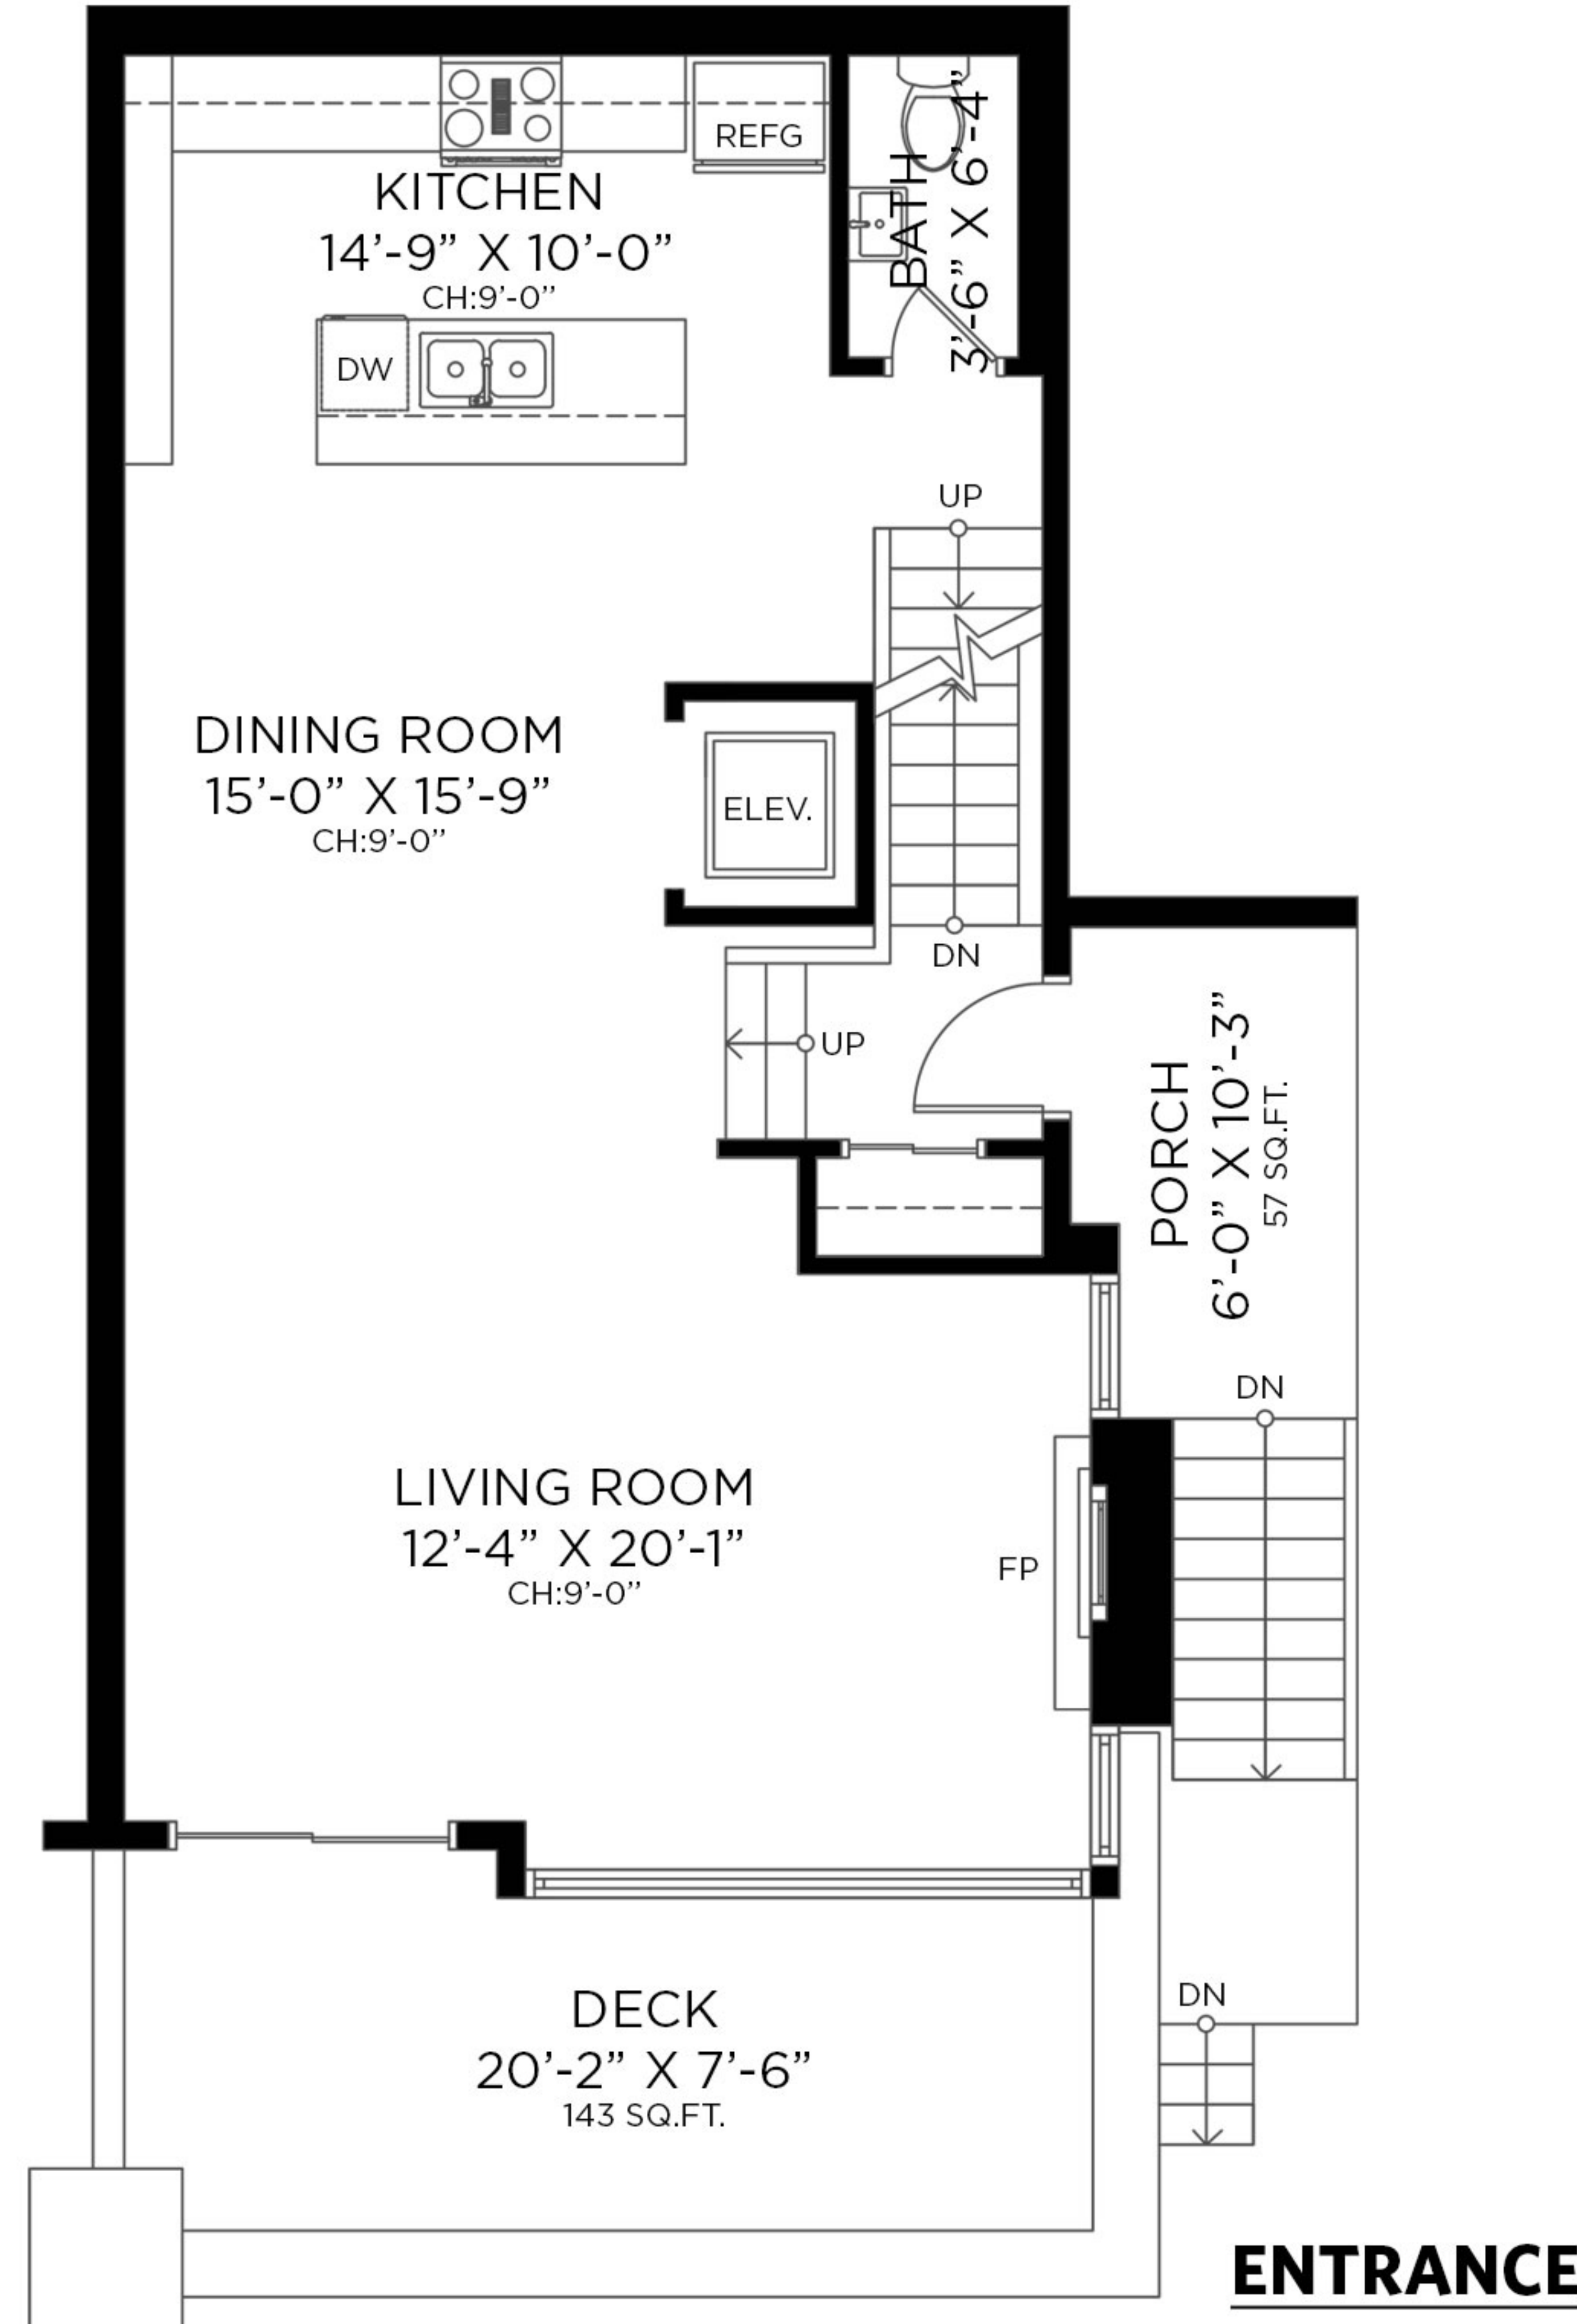 REFG
KITCHEN
14’-9” X 10’-0”
CH:9’-0”
BATH
3’-6” X 6’-4”
DW
UP
DINING ROOM
15’-0” X 15’-9”
CH:9’-0”
ELEV.
DN
UP
PORCH
6’-0” X 10’-3”
57 SQ.FT.
DN
LIVING ROOM
12’-4” X 20’-1”
CH:9’-0”
FP
DN
DECK
20’-2” X 7’-6”
143 SQ.FT.
ENTRANCE